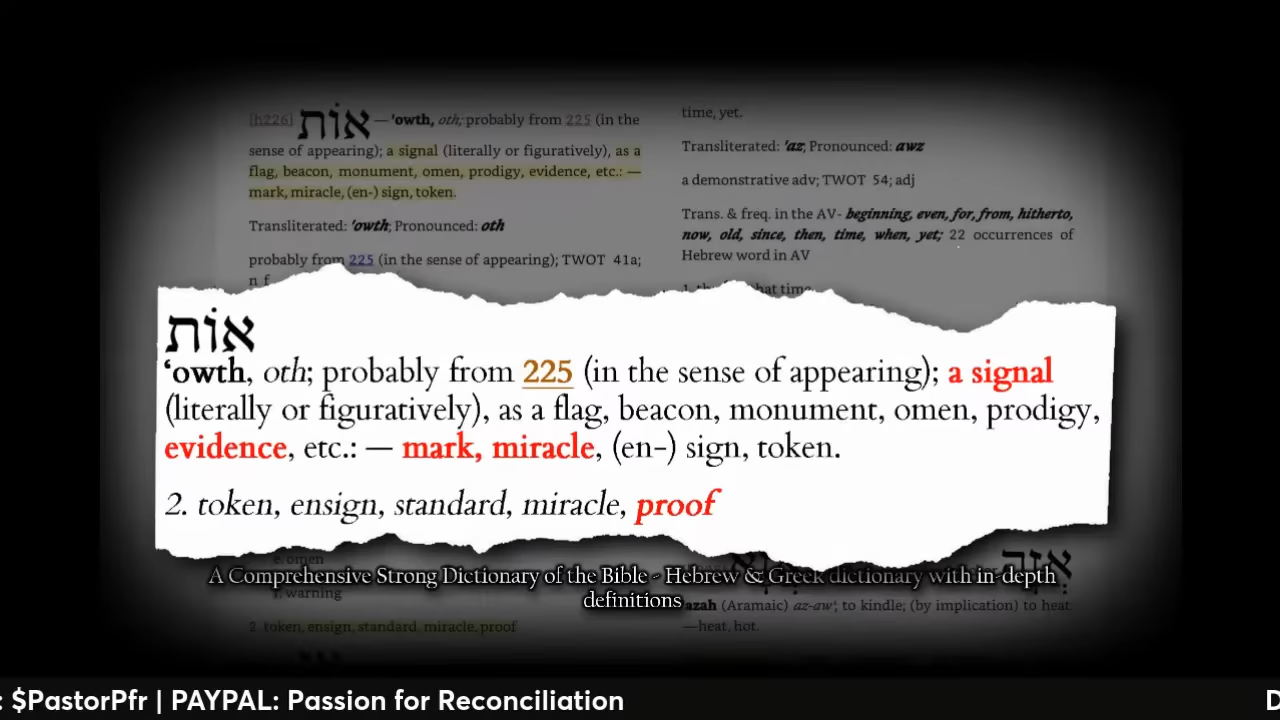 [h226] אוֹת — 'owth, oth; probably from 225 (in the
sense of appearing); a signal (literally or figuratively), as a
flag, beacon, monument, omen, prodigy, evidence, etc.: —
mark, miracle, (en-) sign, token.
Transliterated: 'owth; Pronounced: oth
probably from 225 (in the sense of appearing); TWOT 41a;
n f
time, yet.
Transliterated: 'az; Pronounced: awz
a demonstrative adv; TWOT 54; adj
Trans. & freq. in the AV- beginning, even, for, from, hitherto,
now, old, since, then, time, when, yet; 22 occurrences of
Hebrew word in AV
אוֹת
‘owth, oth; probably from 225 (in the sense of appearing); a signal
(literally or figuratively), as a flag, beacon, monument, omen, prodigy,
evidence, etc.: — mark, miracle, (en-) sign, token.
2. token, ensign, standard, miracle, proof
e. omen
f. warning
2. token, ensign, standard, miracle, proof
azah (Aramaic) az-aw'; to kindle; (by implication) to heat:
—heat, hot.
A Comprehensive Strong Dictionary of the Bible - Hebrew & Greek dictionary with in-depth
definitions
: $PastorPfr | PAYPAL: Passion for Reconciliation D